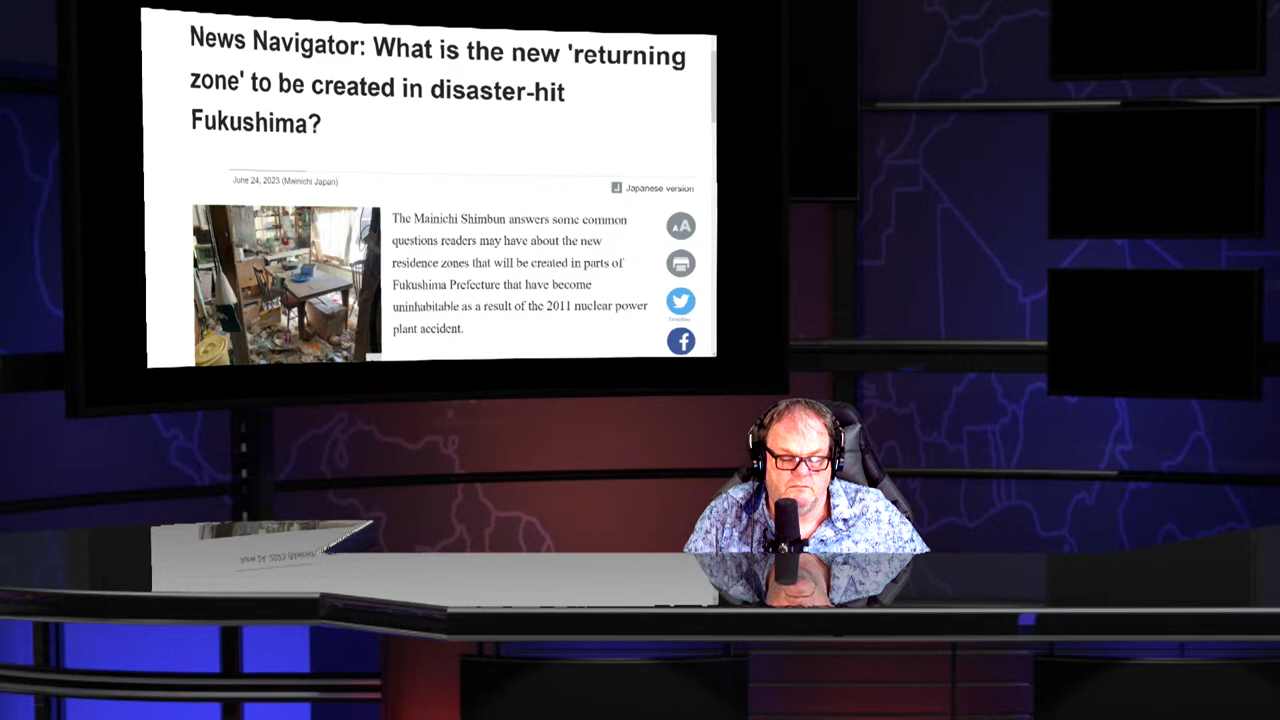 News Navigator: What is the new 'returning
zone' to be created in disaster-hit
Fukushima?
June 24, 2023 (Mainichi Japan)
J Japanese version
The Mainichi Shimbun answers some common
questions readers may have about the new
residence zones that will be created in parts of
Fukushima Prefecture that have become
uninhabitable as a result of the 2011 nuclear power
plant accident.
AA
f